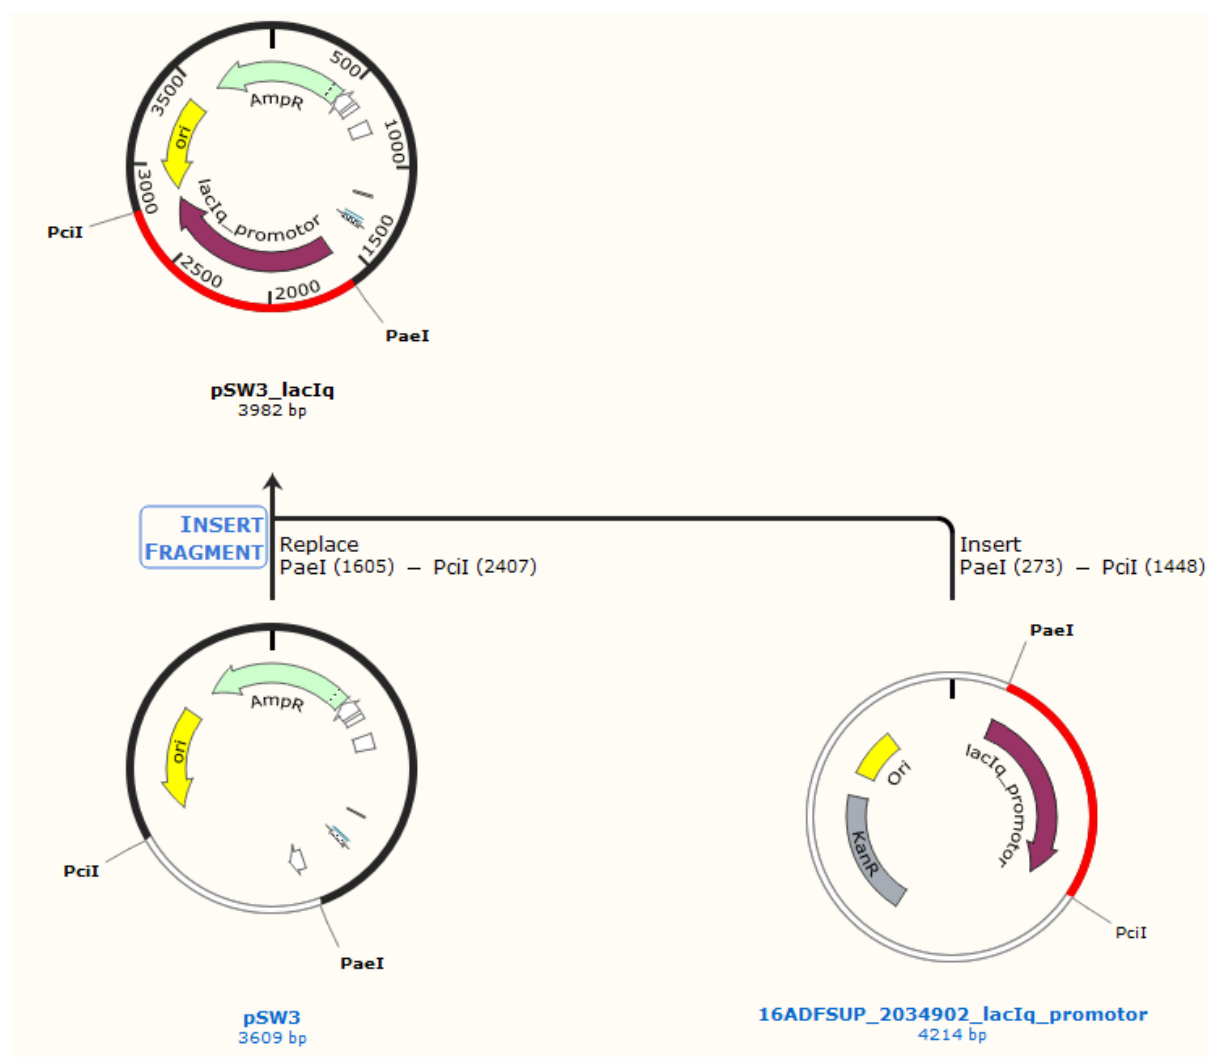 500
1000
1500
2000
2500
3000
3500
AmpR
ori
lacIq_promotor
PciI
PaeI
pSW3_lacIq
3982 bp
INSERT
FRAGMENT
Replace
PaeI (1605) – PciI (2407)
Insert
PaeI (273) – PciI (1448)
AmpR
ori
PciI
PaeI
pSW3
3609 bp
PaeI
lacIq_promotor
Ori
KanR
PciI
16ADFSUP_2034902_lacIq_promotor
4214 bp